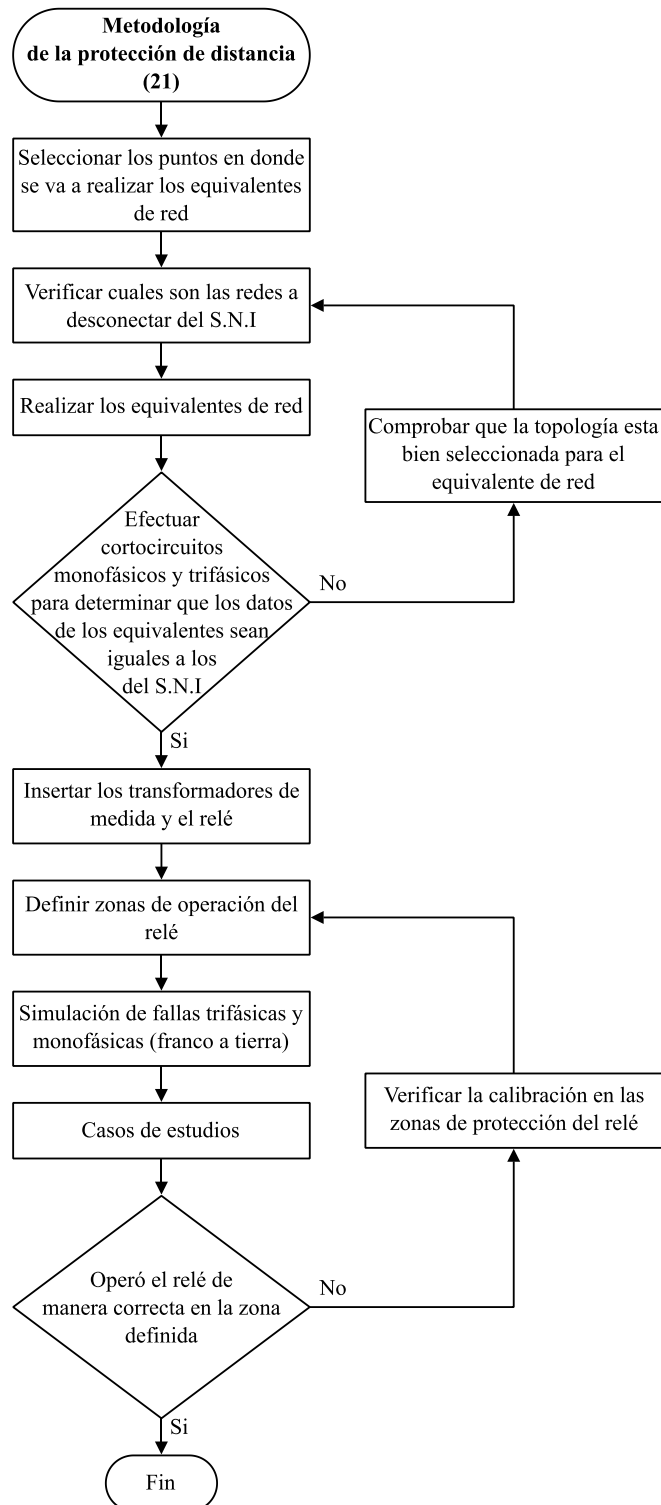 Metodología
de la protección de distancia
(21)
Seleccionar los puntos en donde
se va a realizar los equivalentes
de red
Verificar cuales son las redes a
desconectar del S.N.I
Realizar los equivalentes de red
Comprobar que la topología esta
bien seleccionada para el
equivalente de red
Efectuar
cortocircuitos
monofásicos y trifásicos
para determinar que los datos
de los equivalentes sean
iguales a los
del S.N.I
No
Si
Insertar los transformadores de
medida y el relé
Definir zonas de operación del
relé
Simulación de fallas trifásicas y
monofásicas (franco a tierra)
Verificar la calibración en las
zonas de protección del relé
Casos de estudios
Operó el relé de
manera correcta en la zona
definida
No
Si
Fin